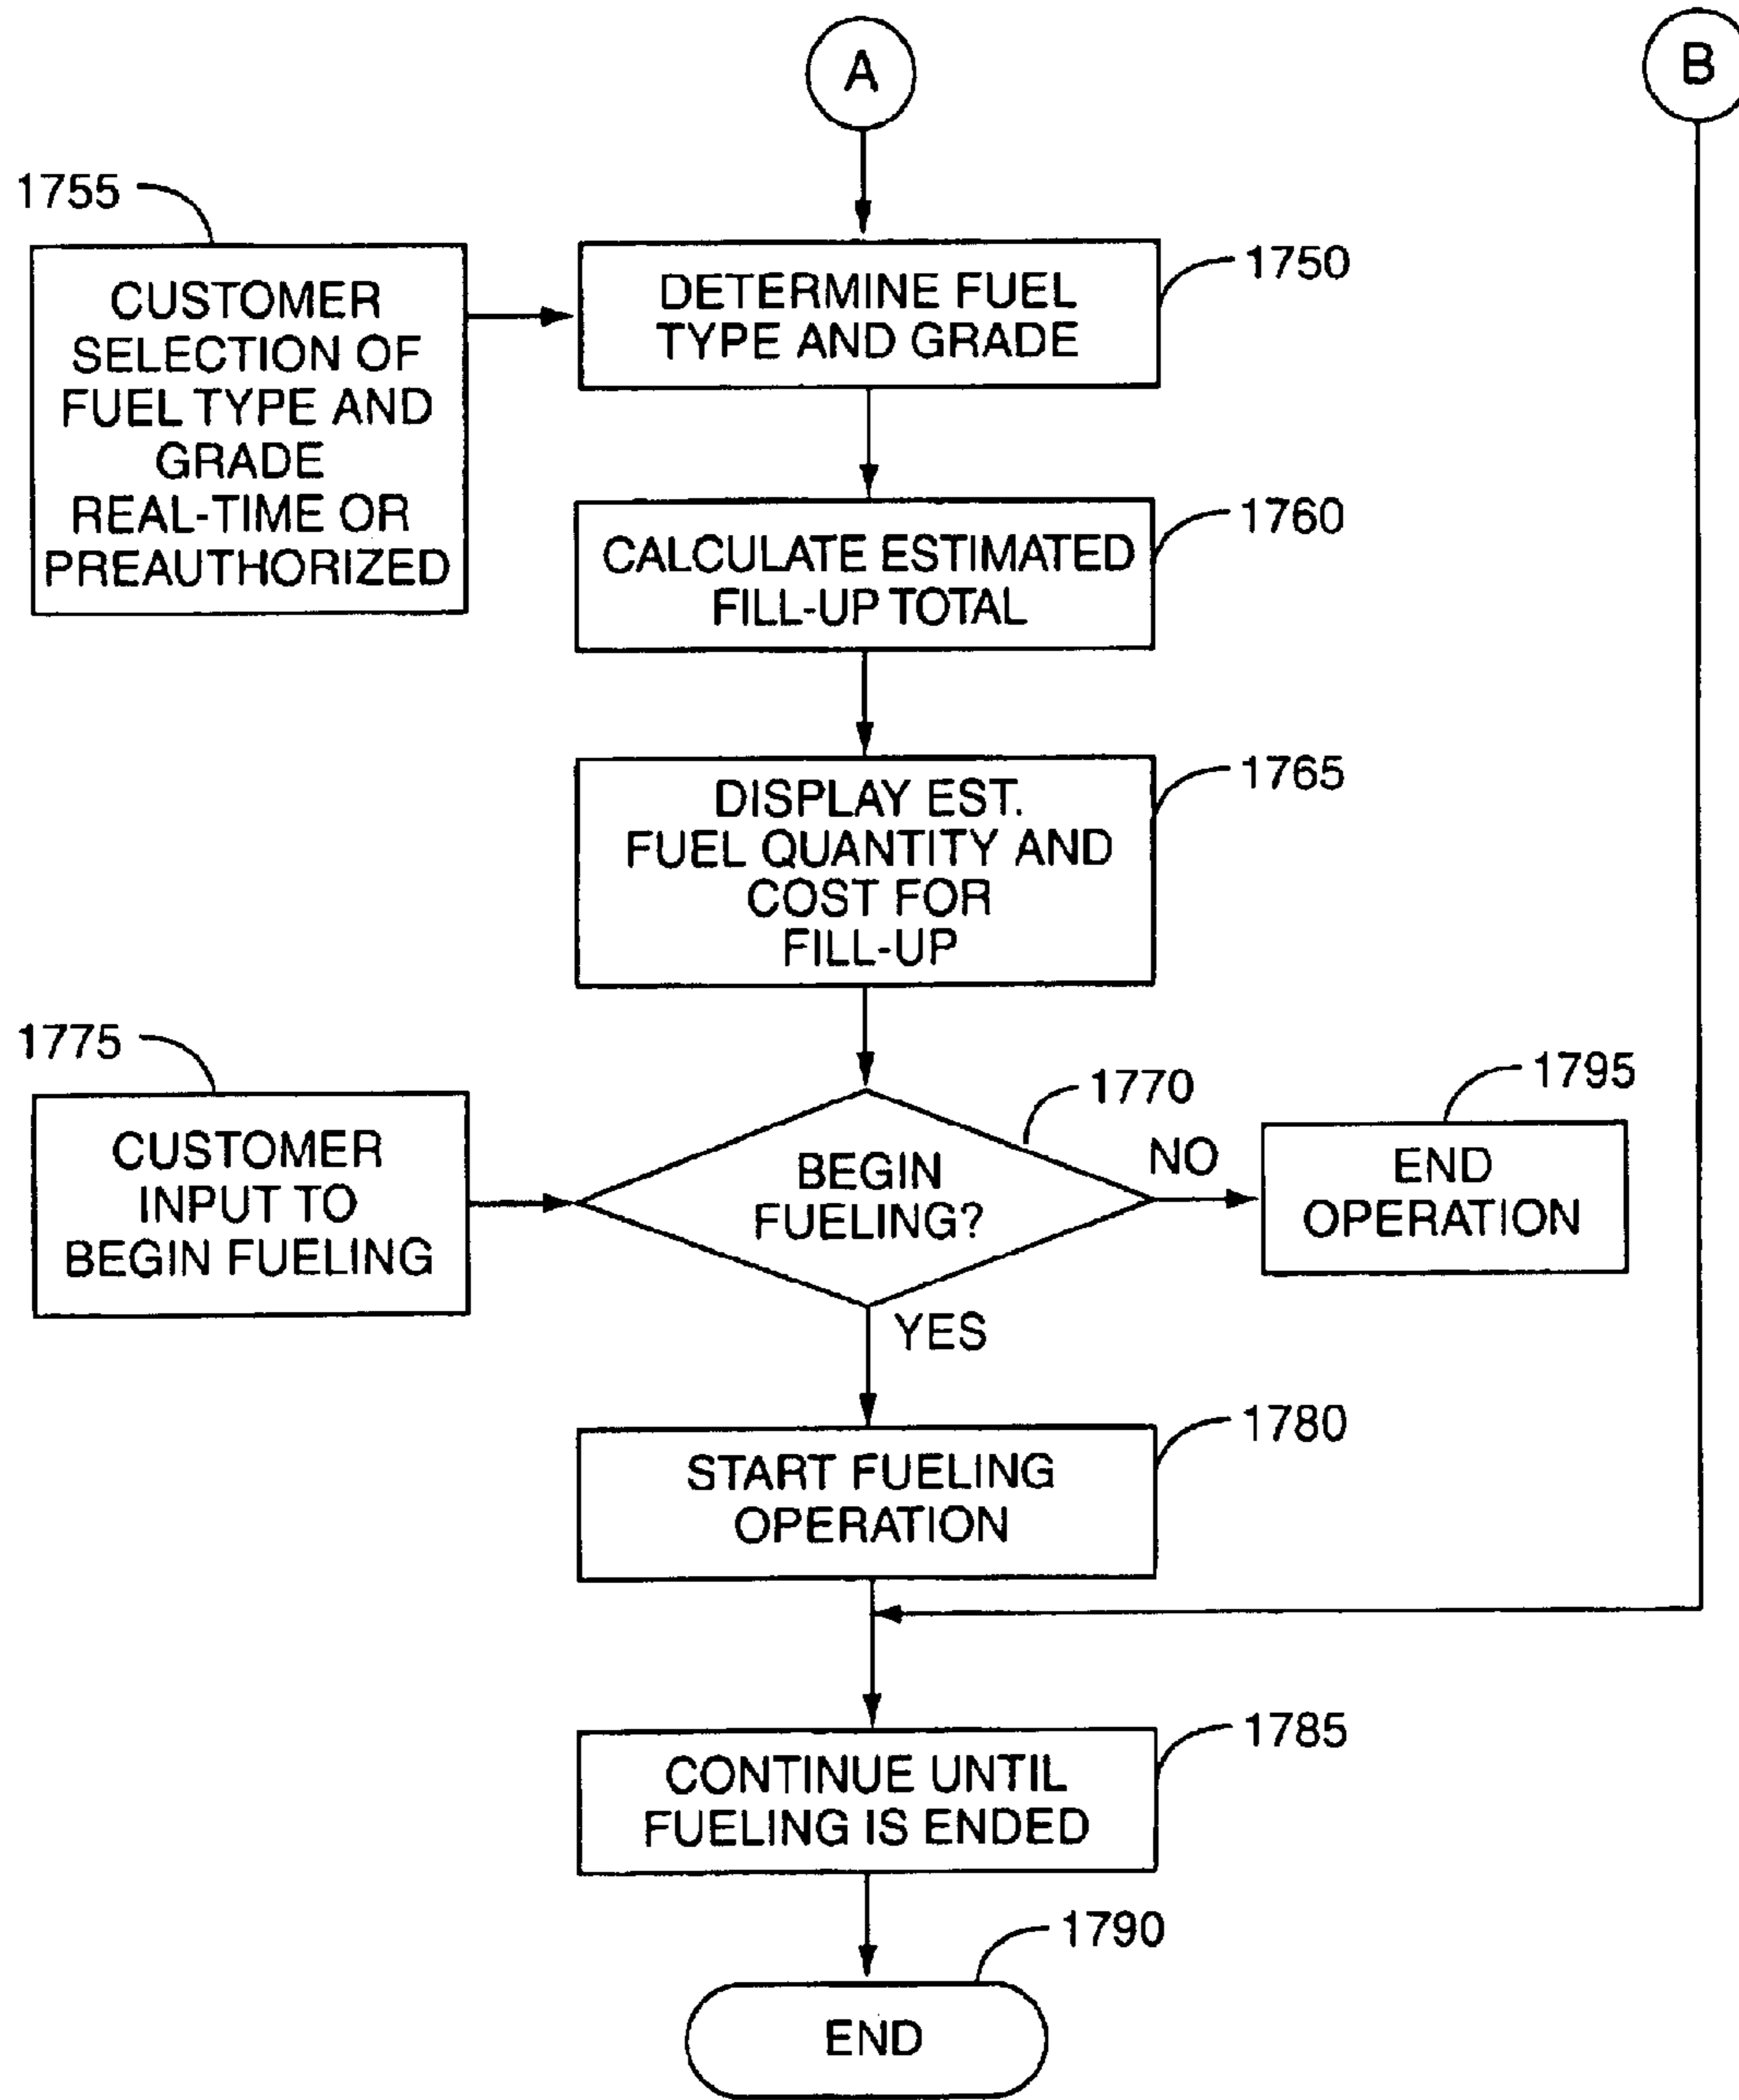 A
B
1755
CUSTOMER
SELECTION OF
FUEL TYPE AND
GRADE
REAL-TIME OR
PREAUTHORIZED
DETERMINE FUEL
TYPE AND GRADE
1750
CALCULATE ESTIMATED
FILL-UP TOTAL
1760
DISPLAY EST.
FUEL QUANTITY AND
COST FOR
FILL-UP
1765
1775
CUSTOMER
INPUT TO
BEGIN FUELING
BEGIN
FUELING?
1770
NO
1795
END
OPERATION
YES
START FUELING
OPERATION
1780
CONTINUE UNTIL
FUELING IS ENDED
1785
1790
END